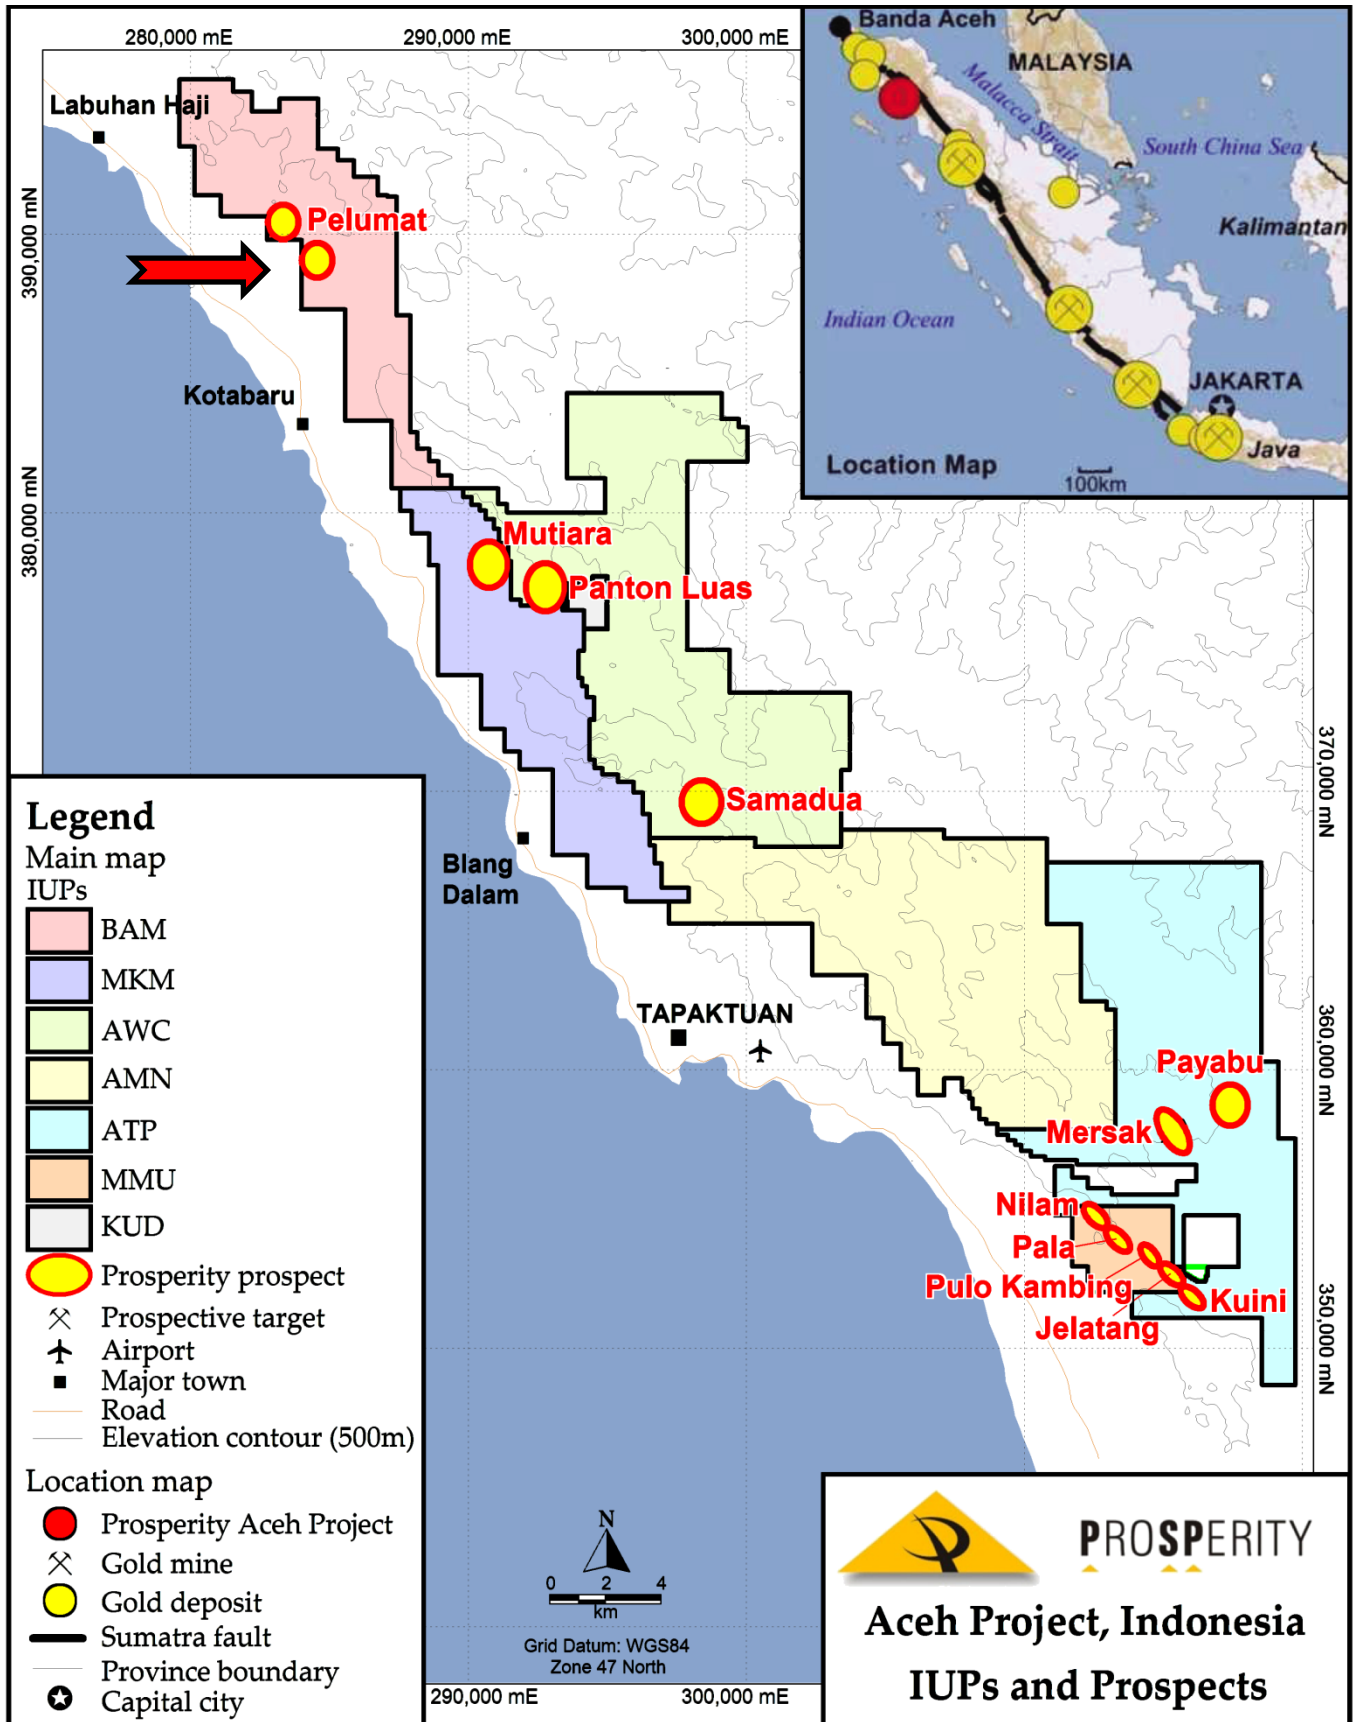 280,000 mE
290,000 mE
300,000 mE
Banda Aceh
MALAYSIA
Malacca Strait
South China Sea
Kalimantan
Indian Ocean
JAKARTA
Java
Location Map
100km
Labuhan Haji
390,000 mN
Pelumat
Kotabaru
380,000 mN
Mutiara
Panton Luas
370,000 mN
Samadua
Blang
Dalam
TAPAKTUAN
360,000 mN
Payabu
Mersak
Nilam
Pala
Pulo Kambing
Jelatang
Kuini
350,000 mN
Legend
Main map
IUPs
BAM
MKM
AWC
AMN
ATP
MMU
KUD
Prosperity prospect
Prospective target
Airport
Major town
Road
Elevation contour (500m)
Location map
Prosperity Aceh Project
Gold mine
Gold deposit
Sumatra fault
Province boundary
Capital city
N
0 2 4
km
Grid Datum: WGS84
Zone 47 North
290,000 mE
300,000 mE
PROSPERITY
Aceh Project, Indonesia
IUPs and Prospects